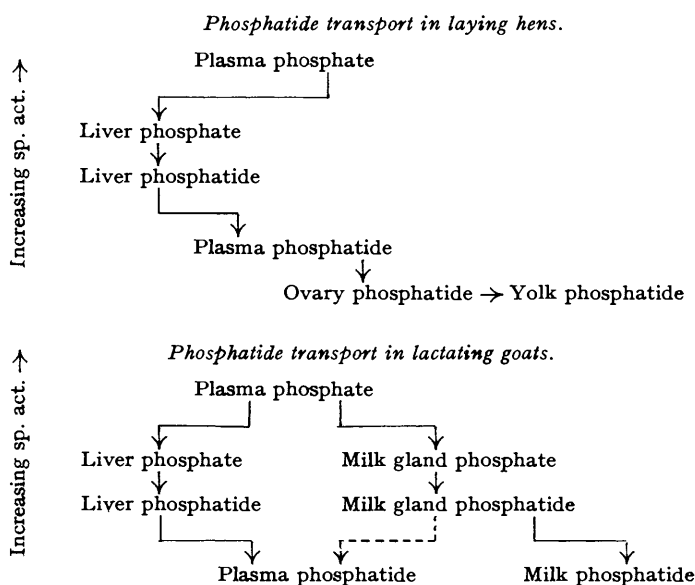 Phosphatide transport in laying hens.
Increasing sp. act. →
Plasma phosphate
Liver phosphate
Liver phosphatide
Plasma phosphatide
Ovary phosphatide → Yolk phosphatide
Phosphatide transport in lactating goats.
Increasing sp. act. →
Plasma phosphate
Liver phosphate Milk gland phosphate
Liver phosphatide Milk gland phosphatide
Plasma phosphatide Milk phosphatide